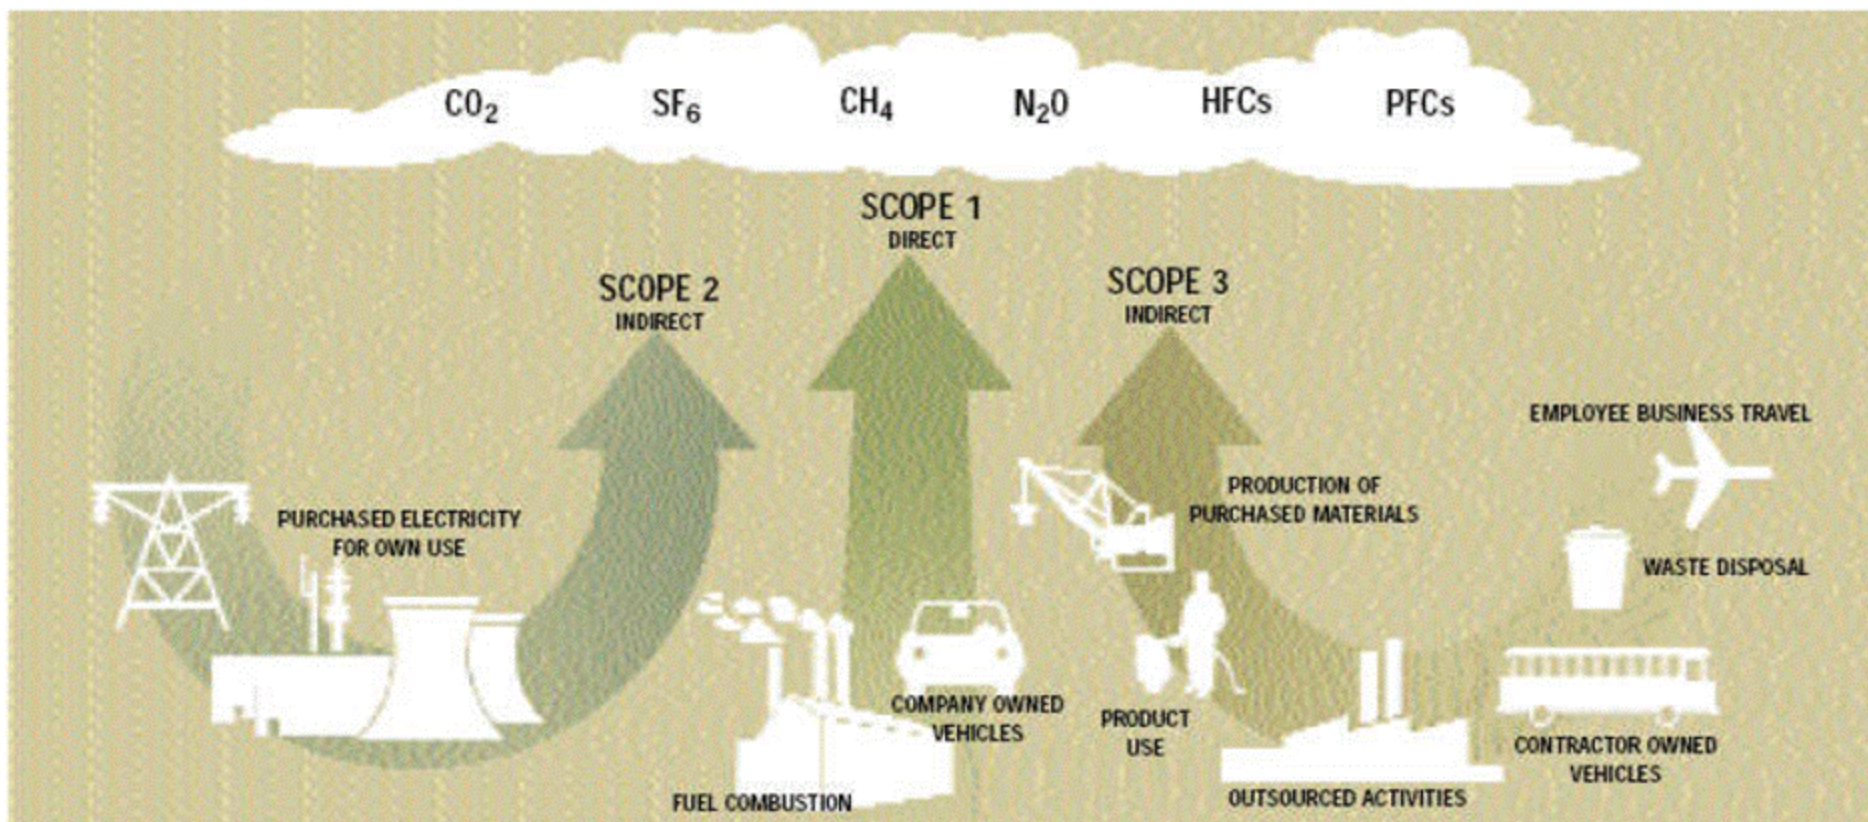 CO₂ SF₆ CH₄ N₂O HFCs PFCs
SCOPE 1
DIRECT
SCOPE 2
INDIRECT
SCOPE 3
INDIRECT
EMPLOYEE BUSINESS TRAVEL
PURCHASED ELECTRICITY
FOR OWN USE
PRODUCTION OF
PURCHASED MATERIALS
WASTE DISPOSAL
COMPANY OWNED
VEHICLES
PRODUCT
USE
CONTRACTOR OWNED
VEHICLES
FUEL COMBUSTION
OUTSOURCED ACTIVITIES